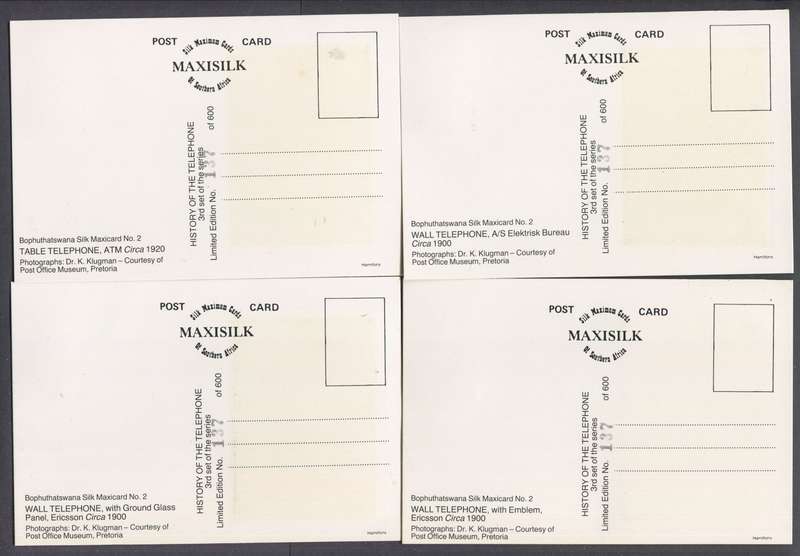 POST CARD
Silk Maximum Cards
MAXISILK
Of Southern Africa
HISTORY OF THE TELEPHONE
3rd set of the series
Limited Edition No. 137 of 600
Bophuthatswana Silk Maxicard No. 2
TABLE TELEPHONE, ATM Circa 1920
Photographs: Dr. K. Klugman – Courtesy of
Post Office Museum, Pretoria
Hamiltons
POST CARD
Silk Maximum Cards
MAXISILK
Of Southern Africa
HISTORY OF THE TELEPHONE
3rd set of the series
Limited Edition No. 137 of 600
Bophuthatswana Silk Maxicard No. 2
WALL TELEPHONE, A/S Elektrisk Bureau
Circa 1900
Photographs: Dr. K. Klugman – Courtesy of
Post Office Museum, Pretoria
Hamiltons
POST CARD
Silk Maximum Cards
MAXISILK
Of Southern Africa
HISTORY OF THE TELEPHONE
3rd set of the series
Limited Edition No. 137 of 600
Bophuthatswana Silk Maxicard No. 2
WALL TELEPHONE, with Ground Glass
Panel, Ericsson Circa 1900
Photographs: Dr. K. Klugman – Courtesy of
Post Office Museum, Pretoria
Hamiltons
POST CARD
Silk Maximum Cards
MAXISILK
Of Southern Africa
HISTORY OF THE TELEPHONE
3rd set of the series
Limited Edition No. 137 of 600
Bophuthatswana Silk Maxicard No. 2
WALL TELEPHONE, with Emblem,
Ericsson Circa 1900
Photographs: Dr. K. Klugman – Courtesy of
Post Office Museum, Pretoria
Hamiltons